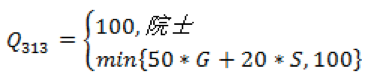 Q₃₁₃ = { 100, 院士
min{50 * G + 20 * S, 100}